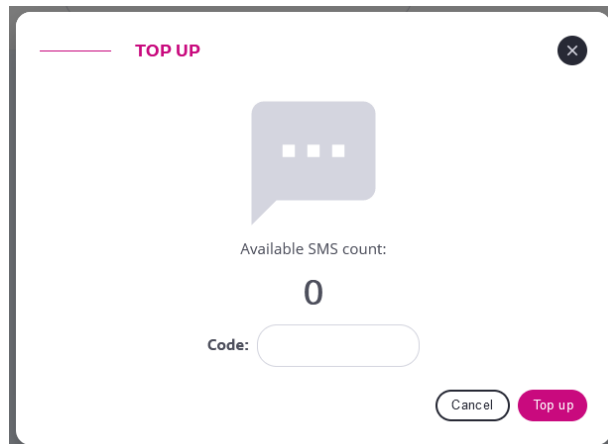 TOP UP
Available SMS count:
0
Code:
Cancel Top up